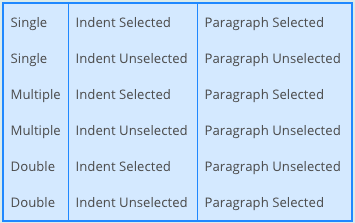 Single Indent Selected Paragraph Selected
Single Indent Unselected Paragraph Unselected
Multiple Indent Selected Paragraph Selected
Multiple Indent Unselected Paragraph Unselected
Double Indent Selected Paragraph Unselected
Double Indent Unselected Paragraph Selected